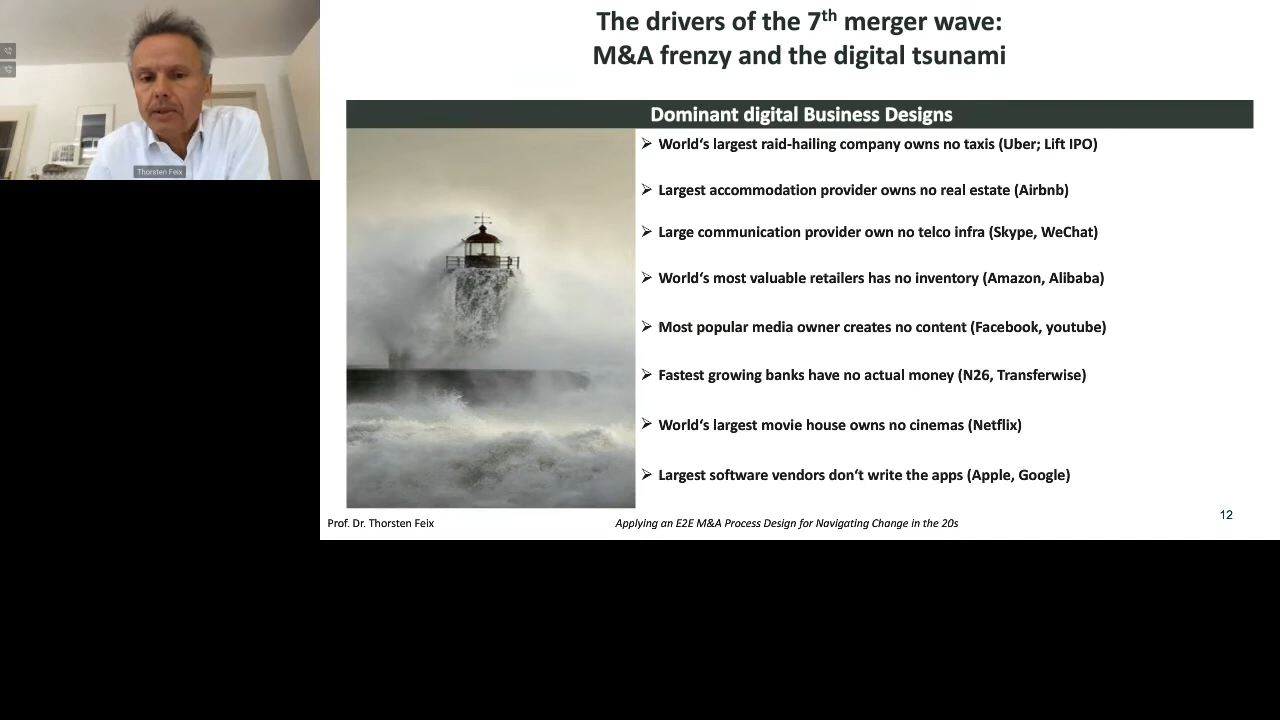 The drivers of the 7th merger wave:
M&A frenzy and the digital tsunami
Thorsten Feix
Dominant digital Business Designs
➢ World‘s largest raid-hailing company owns no taxis (Uber; Lift IPO)
➢ Largest accommodation provider owns no real estate (Airbnb)
➢ Large communication provider own no telco infra (Skype, WeChat)
➢ World‘s most valuable retailers has no inventory (Amazon, Alibaba)
➢ Most popular media owner creates no content (Facebook, youtube)
➢ Fastest growing banks have no actual money (N26, Transferwise)
➢ World‘s largest movie house owns no cinemas (Netflix)
➢ Largest software vendors don‘t write the apps (Apple, Google)
Prof. Dr. Thorsten Feix
Applying an E2E M&A Process Design for Navigating Change in the 20s
12